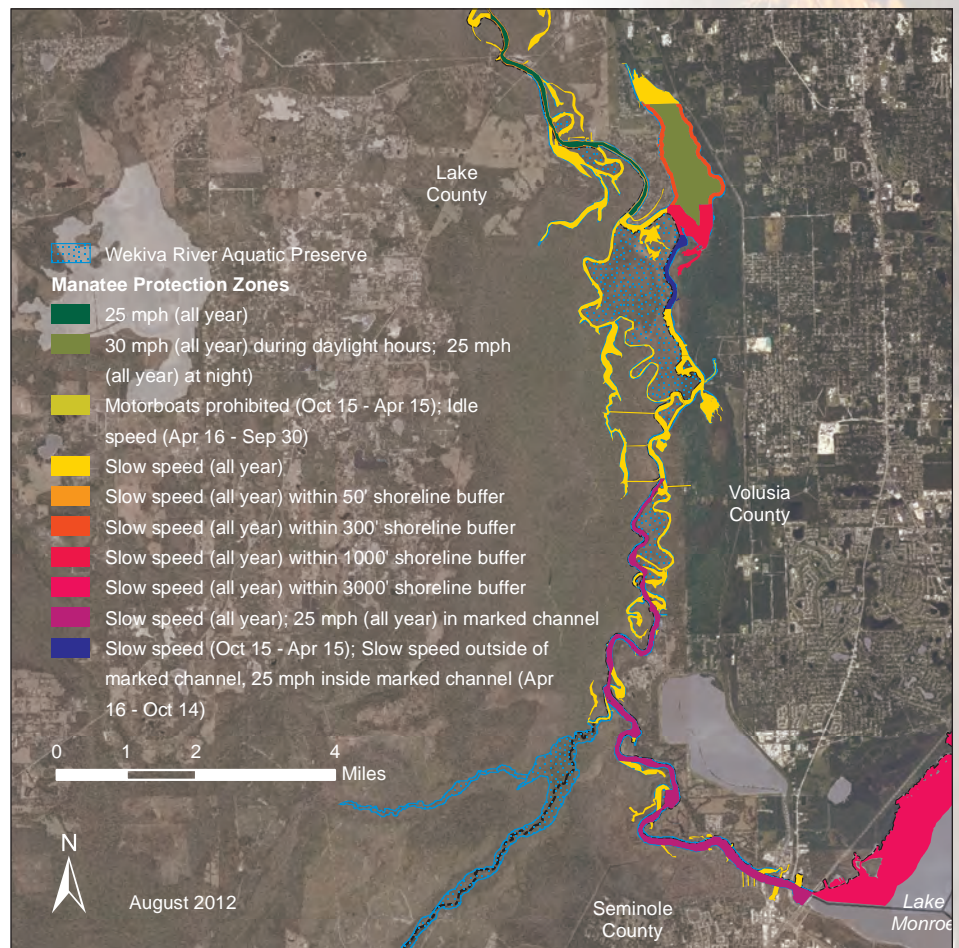 Lake
County
Wekiva River Aquatic Preserve
Manatee Protection Zones
25 mph (all year)
30 mph (all year) during daylight hours; 25 mph
(all year) at night)
Motorboats prohibited (Oct 15 - Apr 15); Idle
speed (Apr 16 - Sep 30)
Slow speed (all year)
Slow speed (all year) within 50' shoreline buffer
Volusia
County
Slow speed (all year) within 300' shoreline buffer
Slow speed (all year) within 1000' shoreline buffer
Slow speed (all year) within 3000' shoreline buffer
Slow speed (all year); 25 mph (all year) in marked channel
Slow speed (Oct 15 - Apr 15); Slow speed outside of
marked channel, 25 mph inside marked channel (Apr
16 - Oct 14)
0 1 2 4
Miles
N
August 2012
Seminole
County
Lake
Monroe